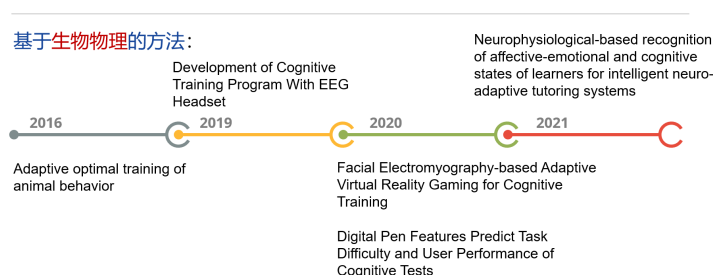 基于生物物理的方法：
Neurophysiological-based recognition
of affective-emotional and cognitive
states of learners for intelligent neuro-
adaptive tutoring systems
Development of Cognitive
Training Program With EEG
Headset
2016
2019
2020
2021
Adaptive optimal training of
animal behavior
Facial Electromyography-based Adaptive
Virtual Reality Gaming for Cognitive
Training
Digital Pen Features Predict Task
Difficulty and User Performance of
Cognitive Tests